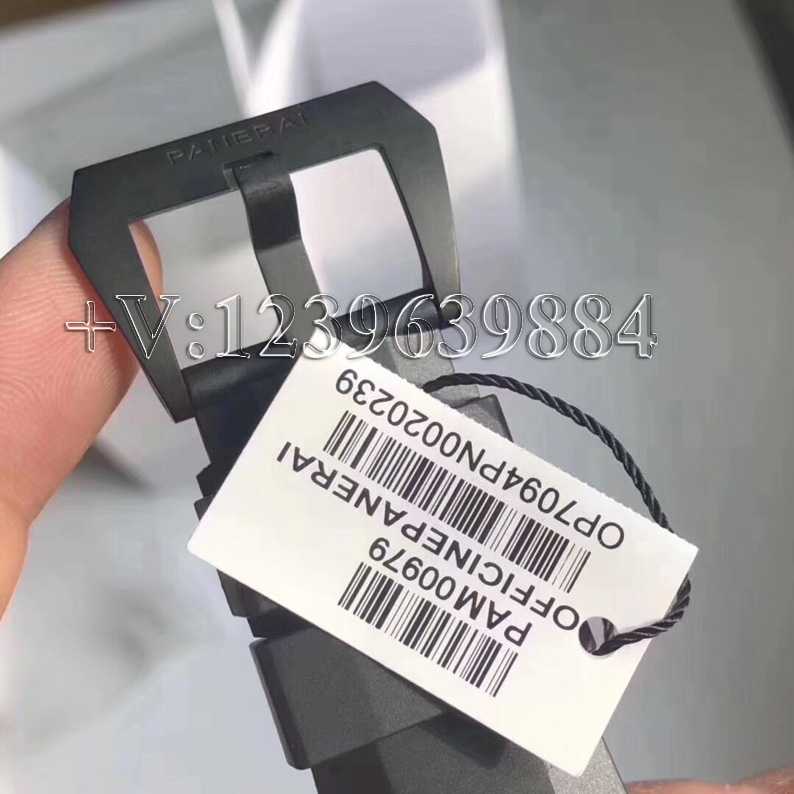 PANERAI
+V:1239639884
OP7094PN0020239
OFFICINEPANERAI
PAM00979